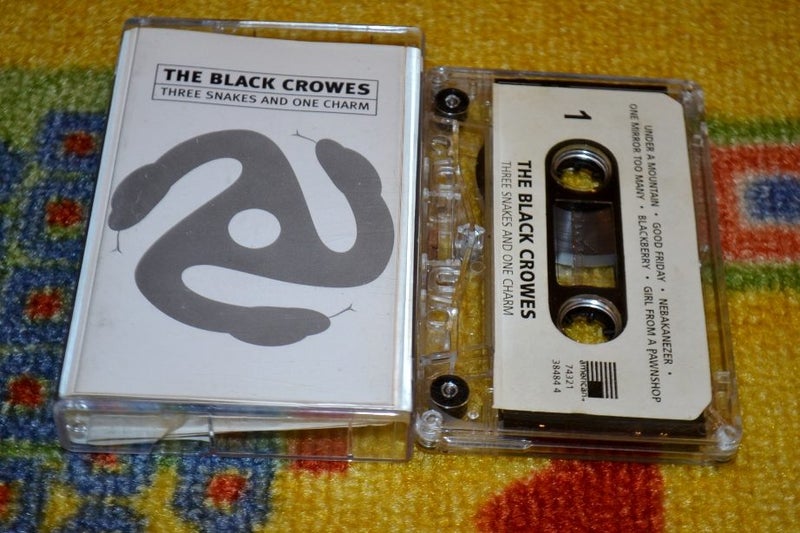 THE BLACK CROWES
THREE SNAKES AND ONE CHARM
1
UNDER A MOUNTAIN • GOOD FRIDAY • NEBAKANEZER •
ONE MIRROR TOO MANY • BLACKBERRY • GIRL FROM A PAWNSHOP
THE BLACK CROWES
THREE SNAKES AND ONE CHARM
american
74321
38484 4